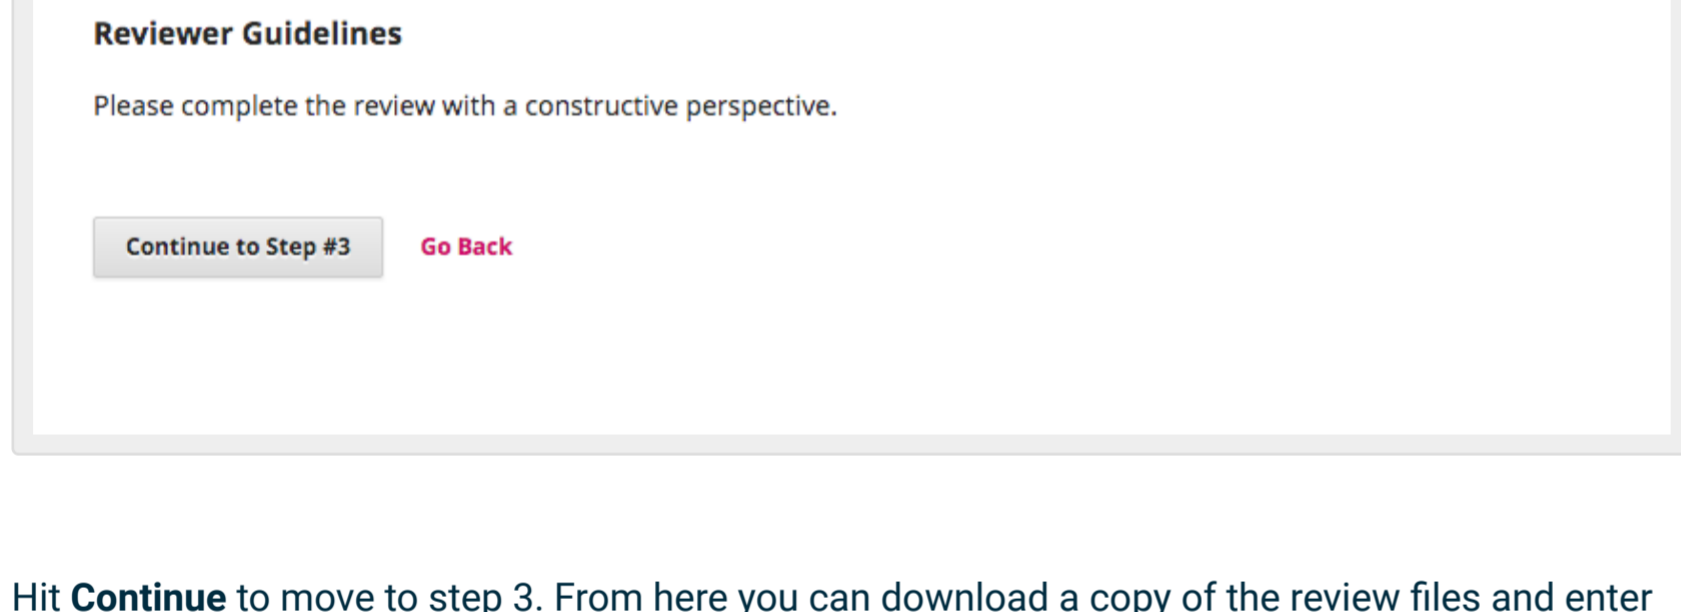 Reviewer Guidelines
Please complete the review with a constructive perspective.
Continue to Step #3 Go Back
Hit Continue to move to step 3. From here you can download a copy of the review files and enter